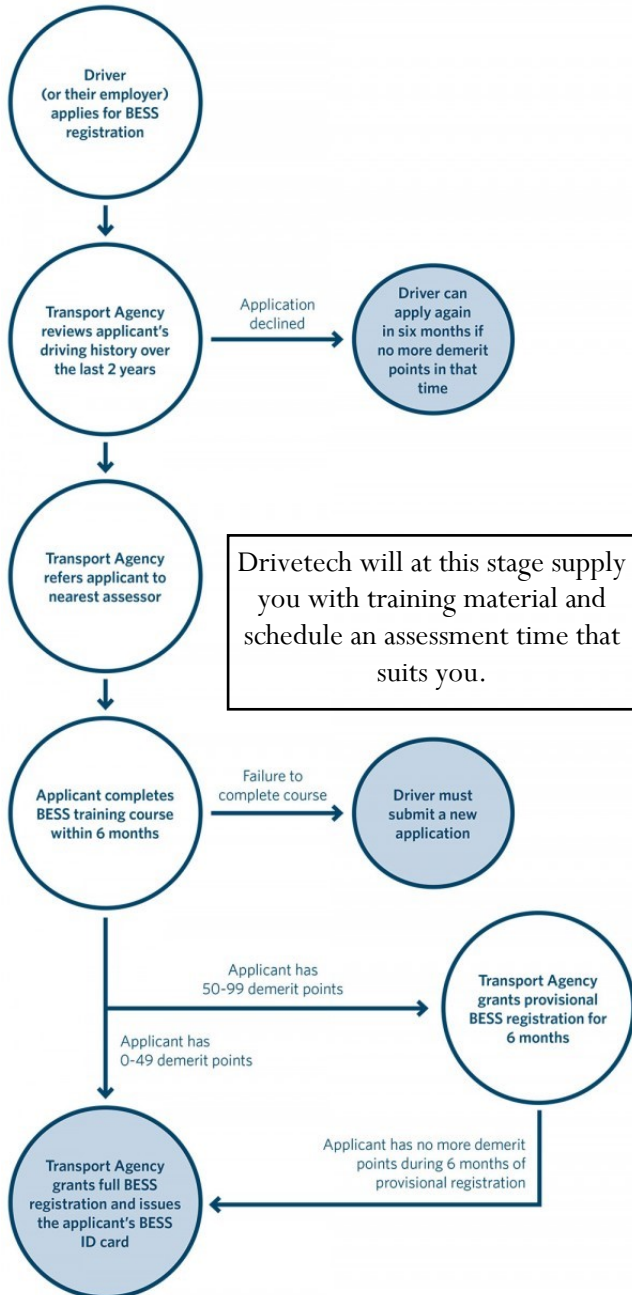 Driver
(or their employer)
applies for BESS
registration
Transport Agency
reviews applicant's
driving history over
the last 2 years
Application
declined
Driver can
apply again
in six months if
no more demerit
points in that
time
Transport Agency
refers applicant to
nearest assessor
Drivetech will at this stage supply
you with training material and
schedule an assessment time that
suits you.
Applicant completes
BESS training course
within 6 months
Failure to
complete course
Driver must
submit a new
application
Applicant has
50-99 demerit points
Transport Agency
grants provisional
BESS registration for
6 months
Applicant has
0-49 demerit points
Applicant has no more demerit
points during 6 months of
provisional registration
Transport Agency
grants full BESS
registration and issues
the applicant's BESS
ID card